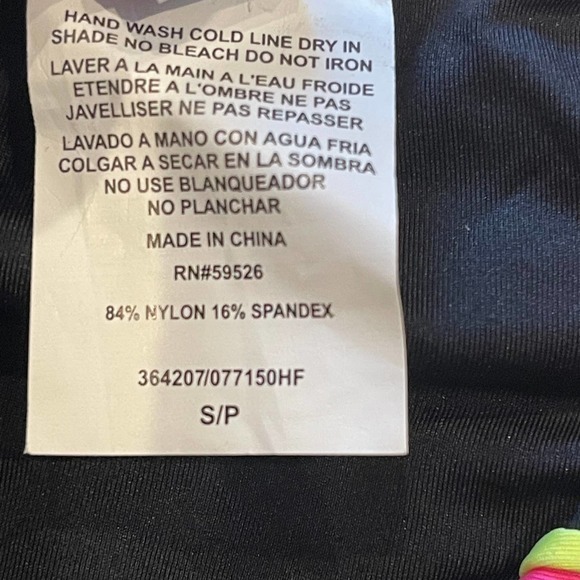 HAND WASH COLD LINE DRY IN
SHADE NO BLEACH DO NOT IRON
LAVER A LA MAIN A L'EAU FROIDE
ETENDRE A L'OMBRE NE PAS
JAVELLISER NE PAS REPASSER
LAVADO A MANO CON AGUA FRIA
COLGAR A SECAR EN LA SOMBRA
NO USE BLANQUEADOR
NO PLANCHAR
MADE IN CHINA
RN#59526
84% NYLON 16% SPANDEX
364207/077150HF
S/P